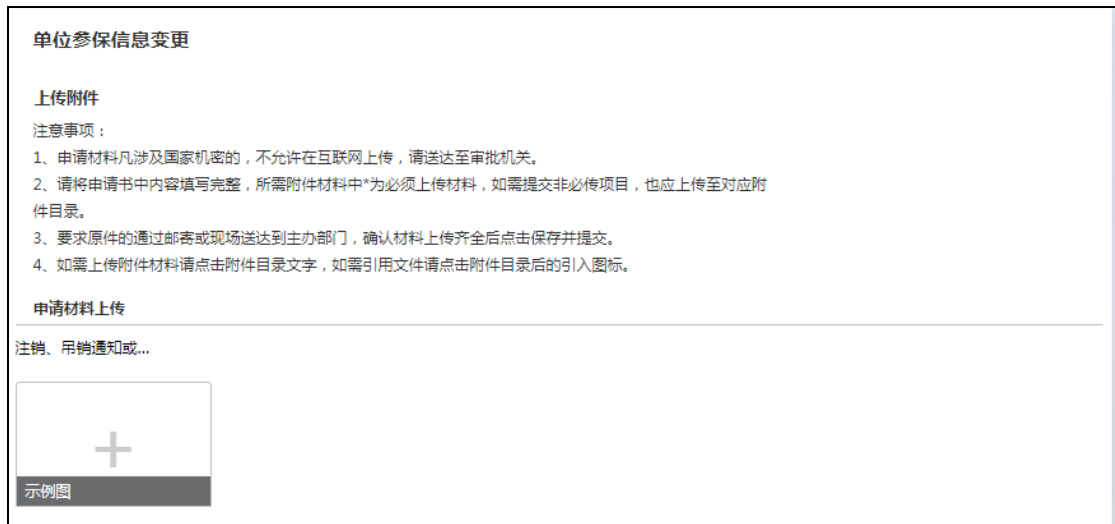 单位参保信息变更
上传附件
注意事项：
1、申请材料凡涉及国家机密的，不允许在互联网上传，请送达至审批机关。
2、请将申请书中内容填写完整，所需附件材料中*为必须上传材料，如需提交非必传项目，也应上传至对应附
件目录。
3、要求原件的通过邮寄或现场送达到主办部门，确认材料上传齐全后点击保存并提交。
4、如需上传附件材料请点击附件目录文字，如需引用文件请点击附件目录后的引入图标。
申请材料上传
注销、吊销通知或...
示例图